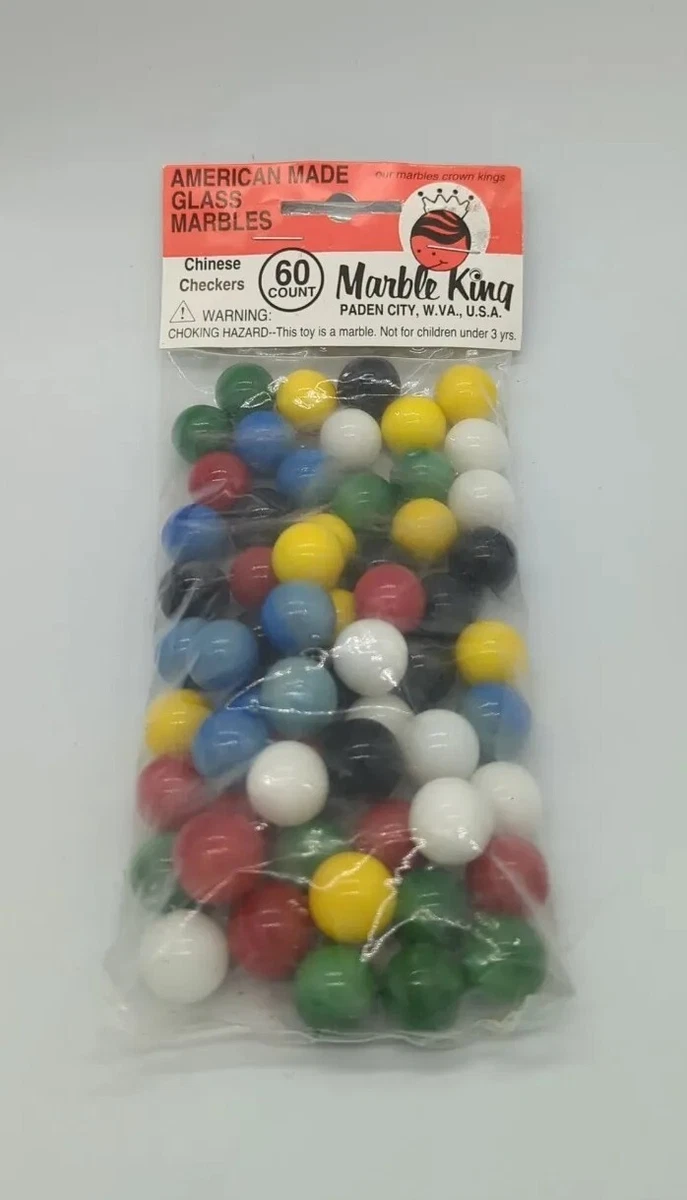 AMERICAN MADE
GLASS
MARBLES
our marbles crown kings
Chinese
Checkers
60
COUNT
Marble King
PADEN CITY, W.VA., U.S.A.
WARNING:
CHOKING HAZARD--This toy is a marble. Not for children under 3 yrs.